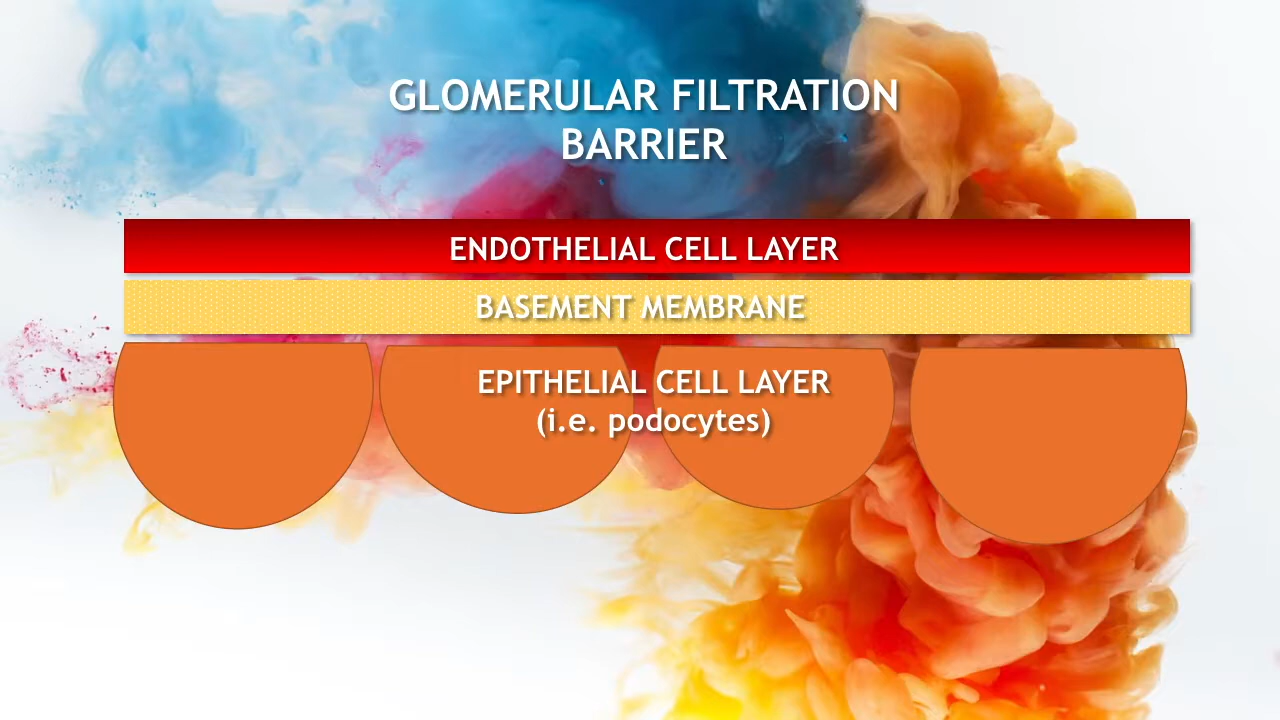 GLOMERULAR FILTRATION
BARRIER
ENDOTHELIAL CELL LAYER
BASEMENT MEMBRANE
EPITHELIAL CELL LAYER
(i.e. podocytes)